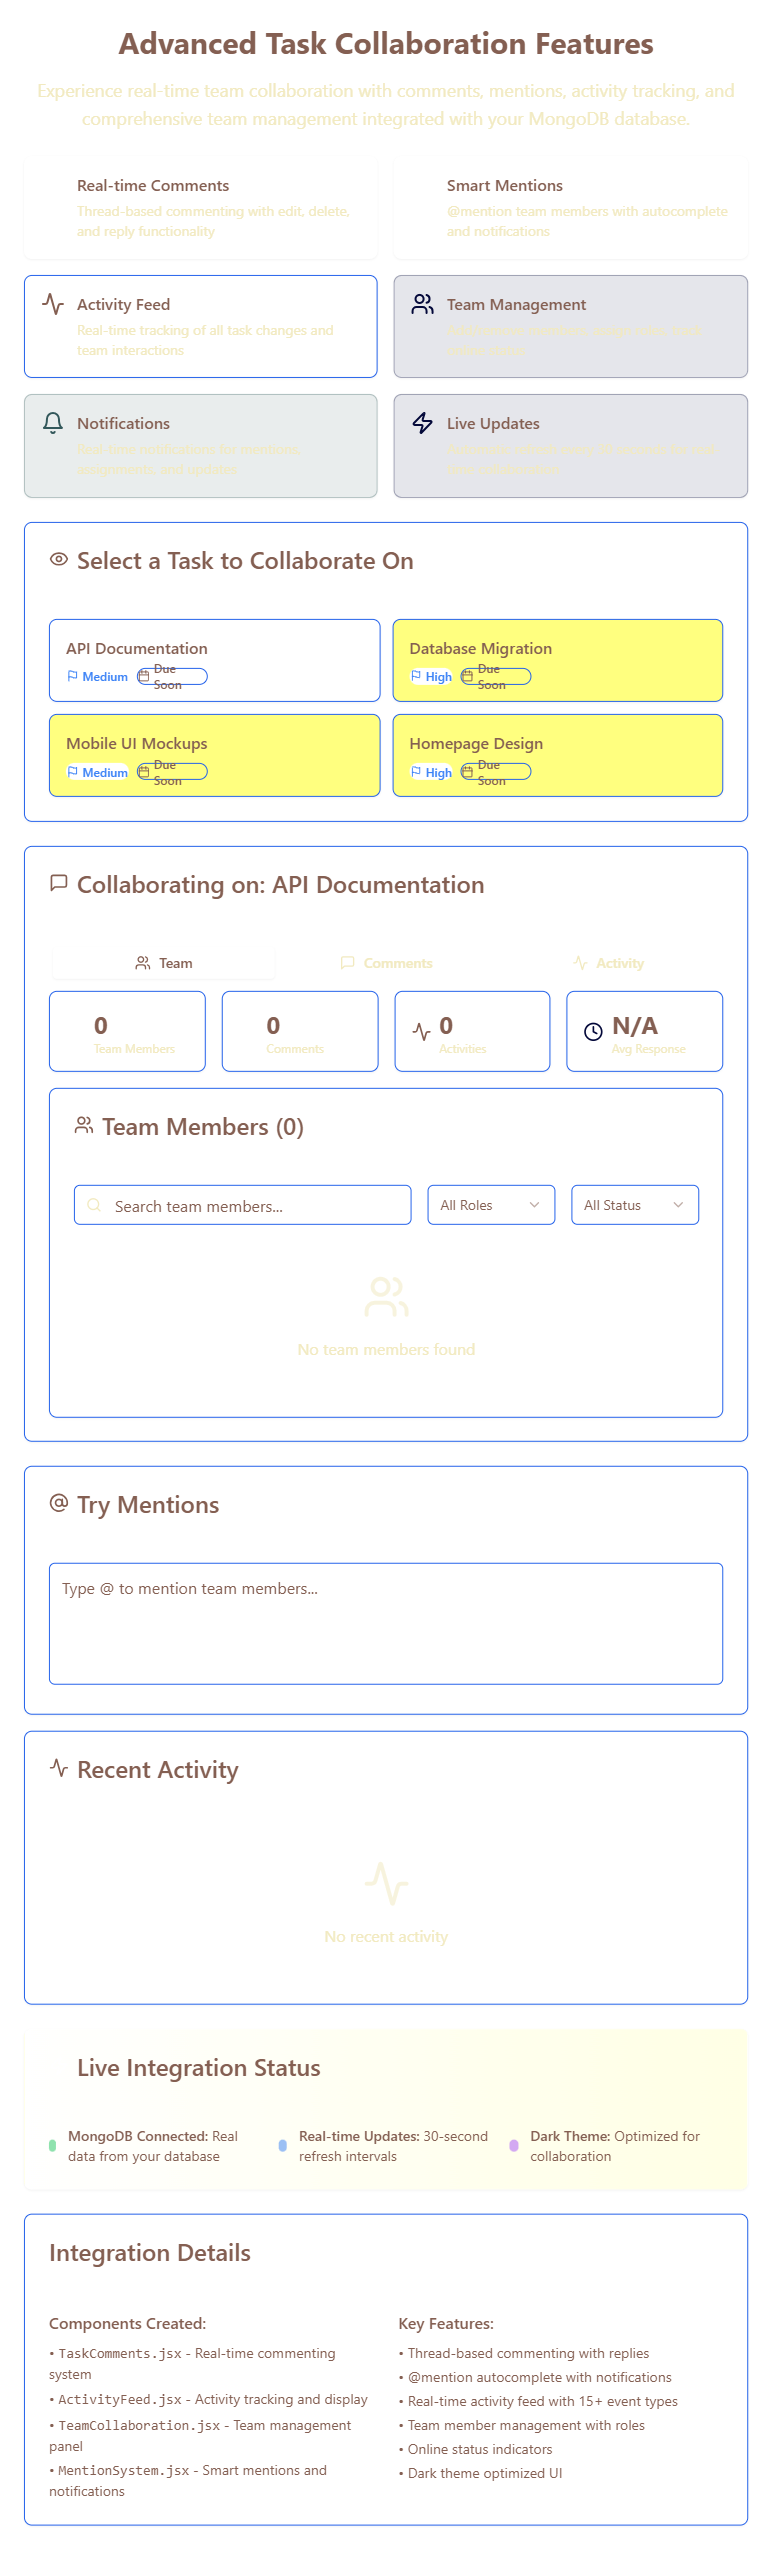 Advanced Task Collaboration Features
Experience real-time team collaboration with comments, mentions, activity tracking, and
comprehensive team management integrated with your MongoDB database.
Real-time Comments
Thread-based commenting with edit, delete,
and reply functionality
Smart Mentions
@mention team members with autocomplete
and notifications
Activity Feed
Real-time tracking of all task changes and
team interactions
Team Management
Notifications
Real-time notifications for mentions,
assignments, and updates
Live Updates
Select a Task to Collaborate On
API Documentation
Medium
Due
Soon
Database Migration
High
Due
Soon
Mobile UI Mockups
Medium
Due
Soon
Homepage Design
High
Due
Soon
Collaborating on: API Documentation
Team
Comments
Activity
0
Team Members
0
Comments
0
Activities
N/A
Avg Response
Team Members (0)
Search team members...
All Roles
All Status
No team members found
Try Mentions
Type @ to mention team members...
Recent Activity
No recent activity
Live Integration Status
MongoDB Connected: Real
data from your database
Real-time Updates: 30-second
refresh intervals
Dark Theme: Optimized for
collaboration
Integration Details
Components Created:
• TaskComments.jsx - Real-time commenting
system
• ActivityFeed.jsx - Activity tracking and display
• TeamCollaboration.jsx - Team management
panel
• MentionSystem.jsx - Smart mentions and
notifications
Key Features:
• Thread-based commenting with replies
• @mention autocomplete with notifications
• Real-time activity feed with 15+ event types
• Team member management with roles
• Online status indicators
• Dark theme optimized UI